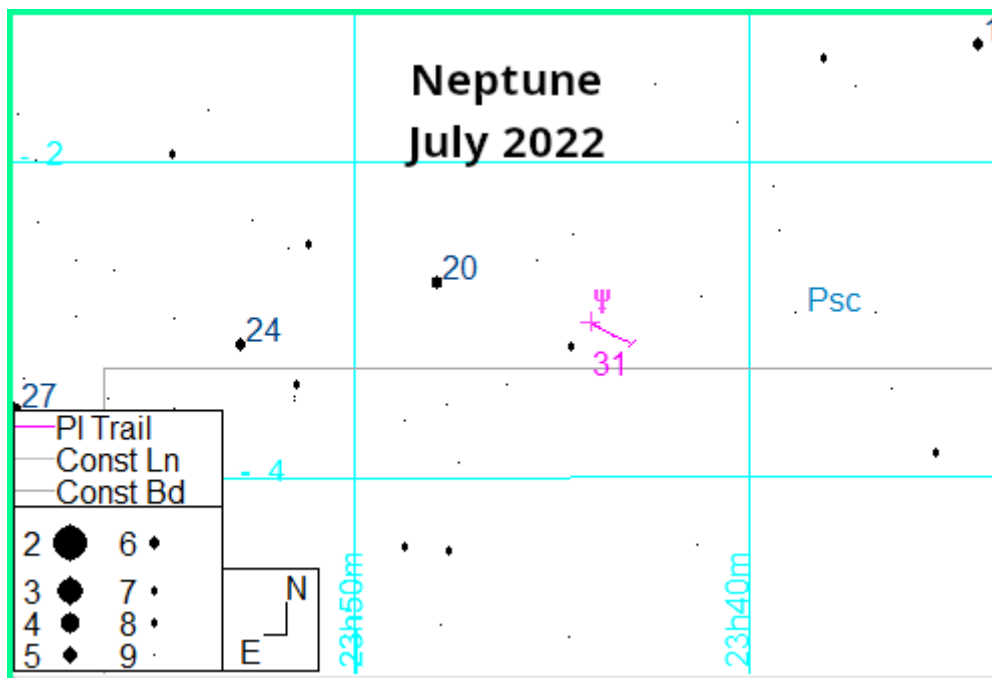 Neptune
July 2022
- 2
20
Ψ
Psc
24
31
27
Pl Trail
Const Ln
Const Bd
- 4
2 6
3 7
4 8
5 9
N
E
23h50m
23h40m